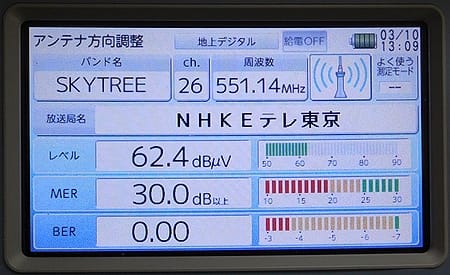 アンテナ方向調整 地上デジタル 給電OFF 03/10 13:09
バンド名 ch. 周波数 よく使う測定モード
SKYTREE 26 551.14MHz --
放送局名 NHKEテレ東京
レベル 62.4dBμV
50 60 70 80 90
MER 30.0dB以上
10 15 20 25 30
BER 0.00
-3 -4 -5 -6 -7